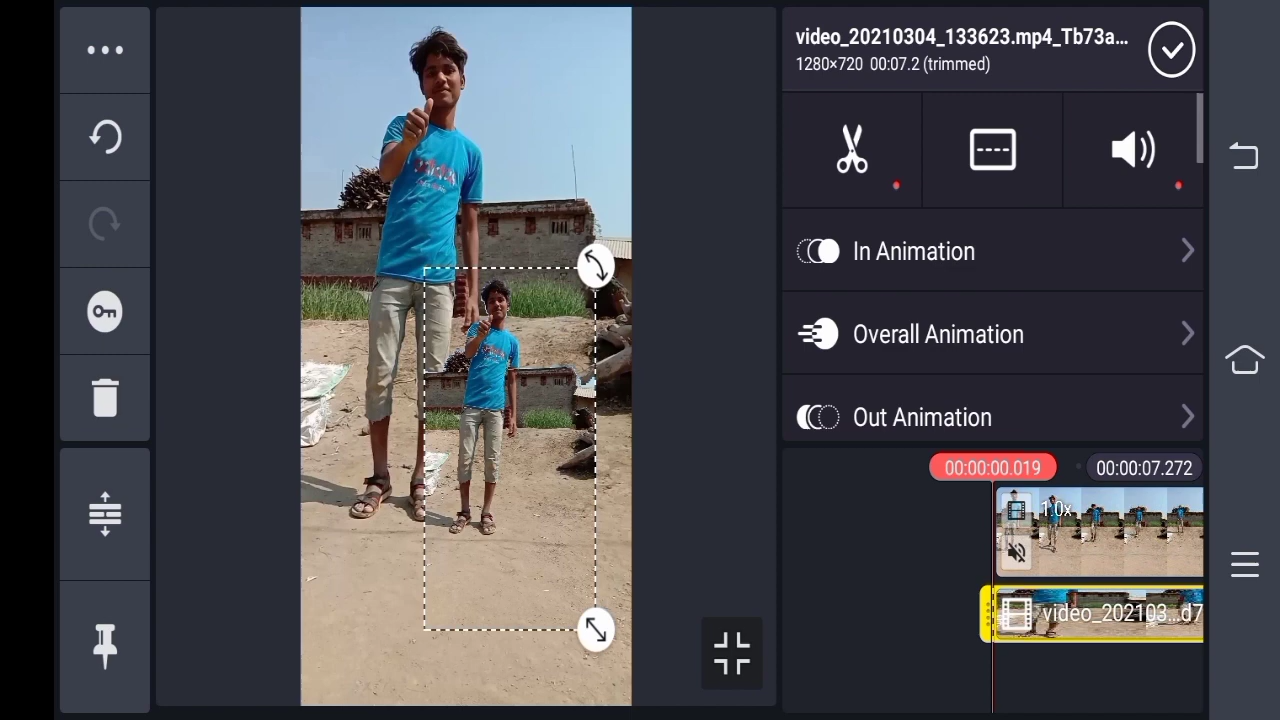 video_20210304_133623.mp4_Tb73a...
1280×720 00:07.2 (trimmed)
In Animation
Overall Animation
Out Animation
00:00:00.019
00:00:07.272
1.0x
video_202103...d7